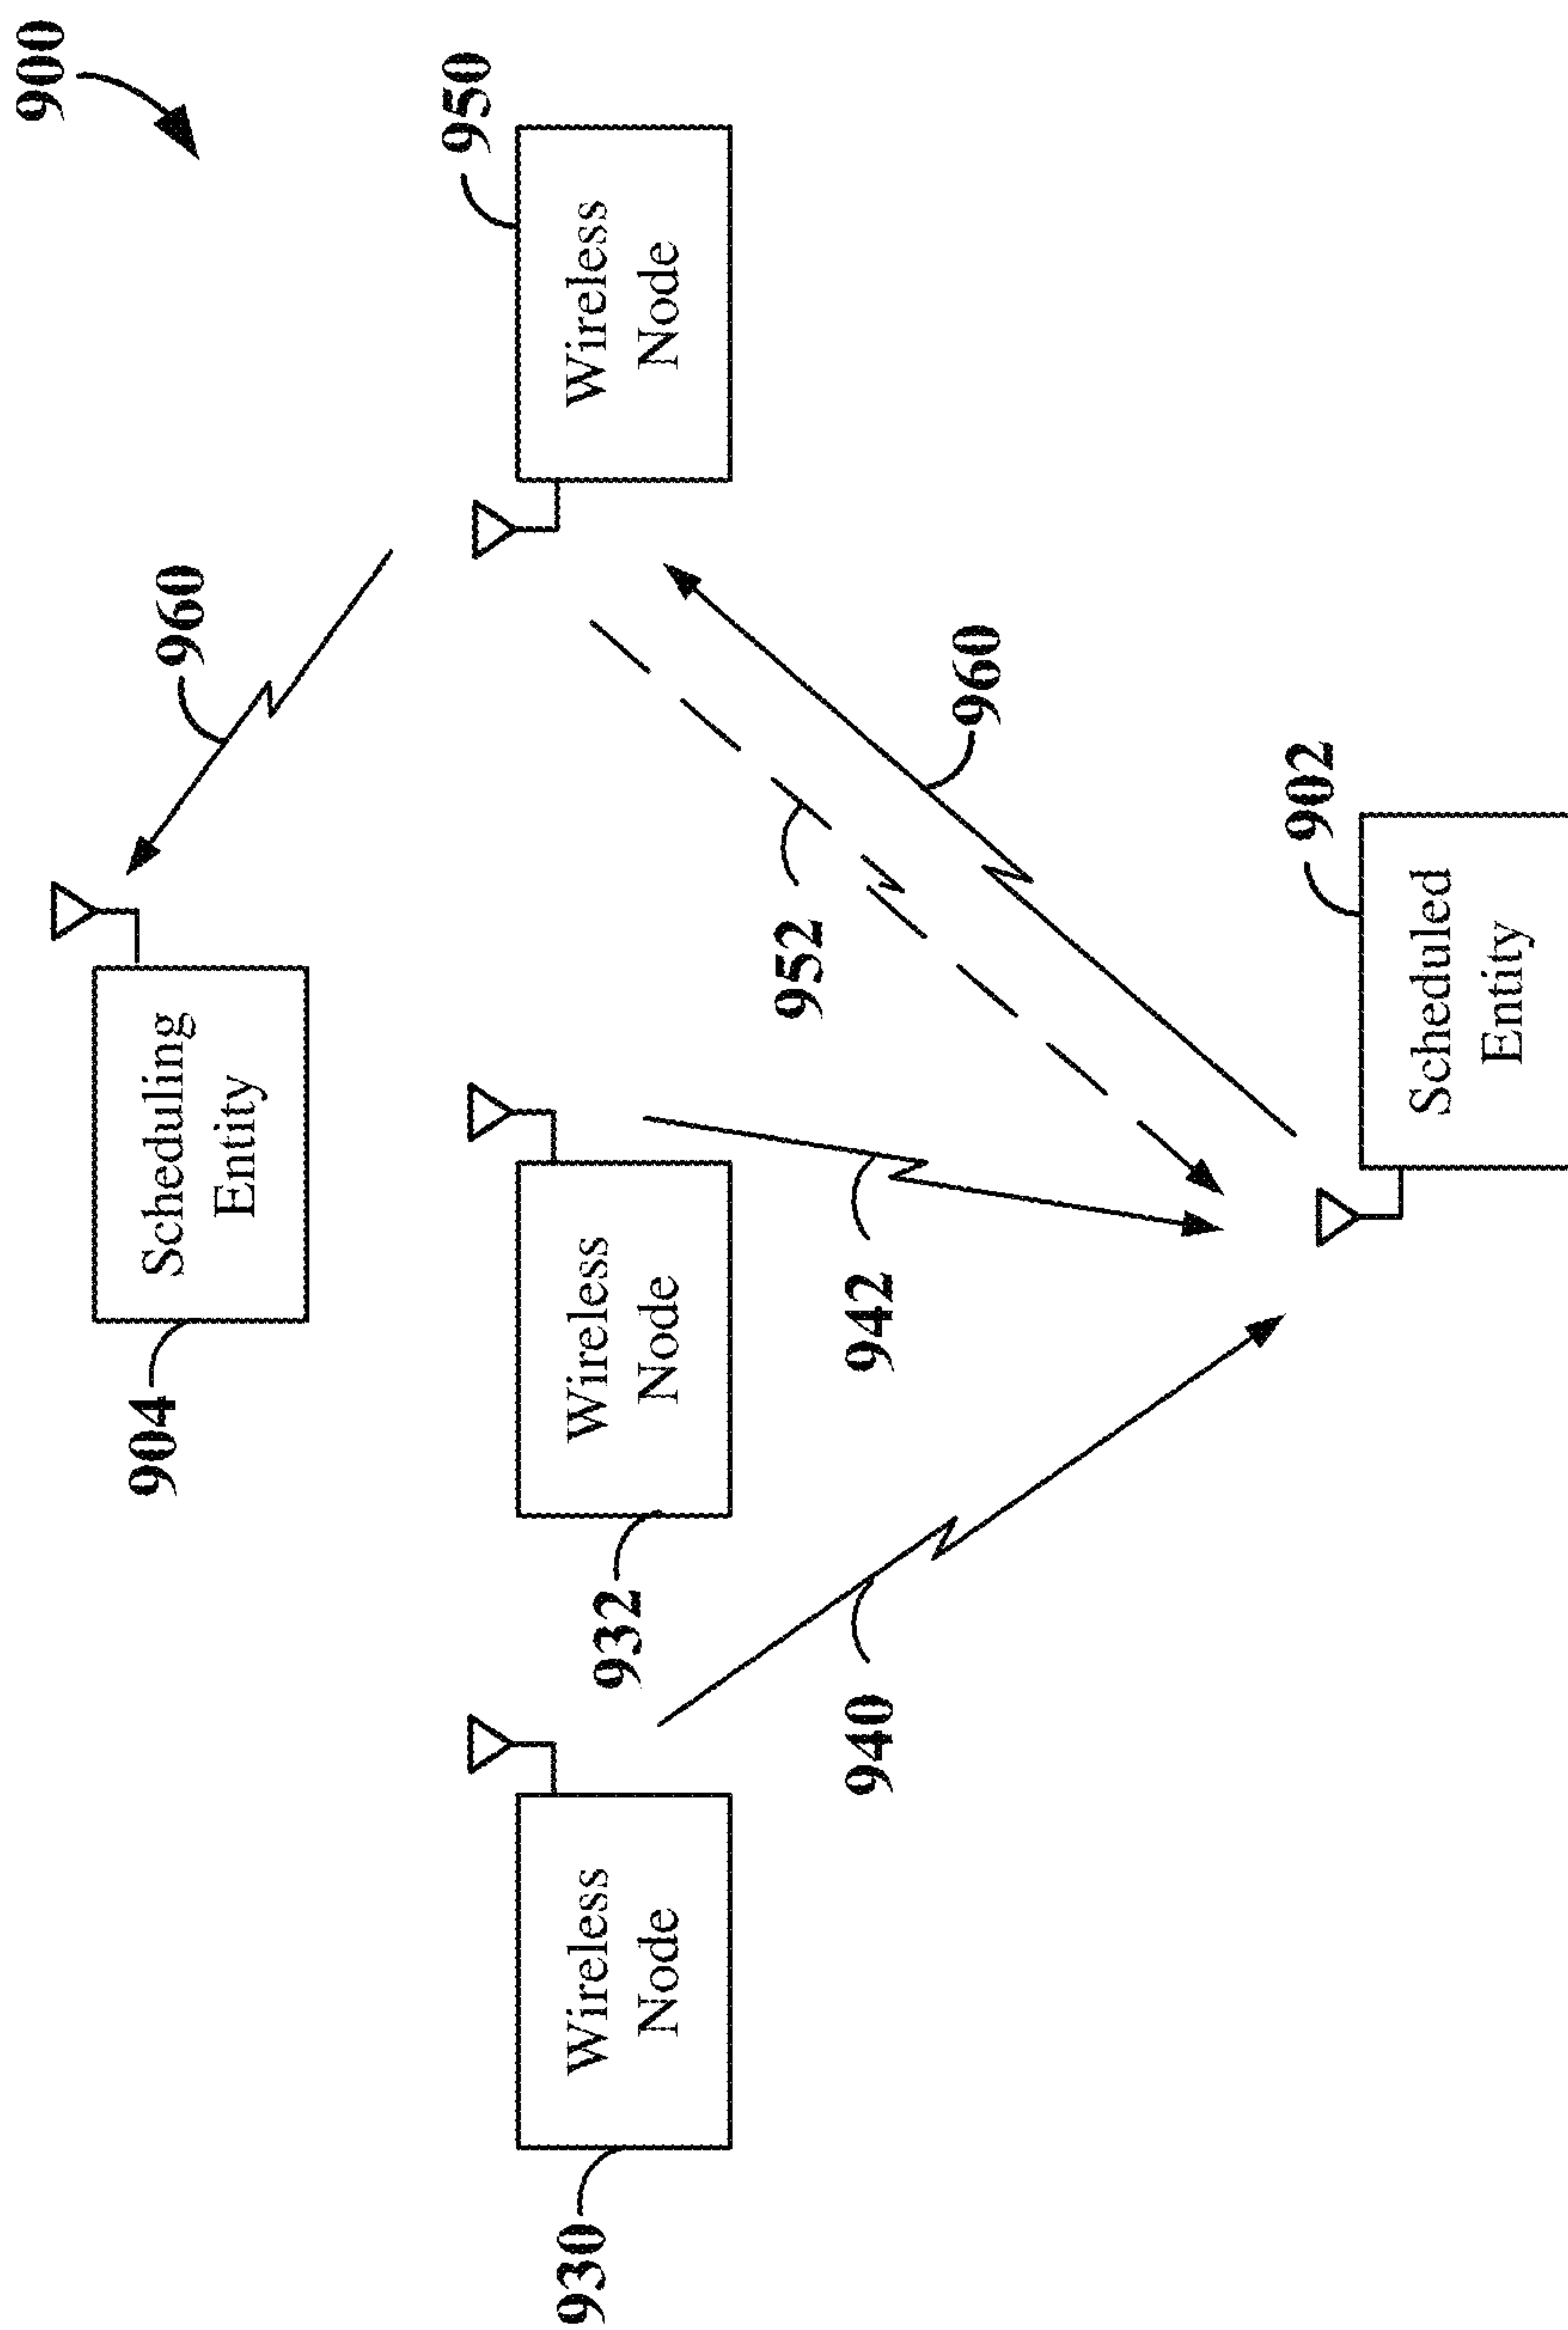 900
904
Scheduling
Entity
960
930
Wireless
Node
932
Wireless
Node
950
Wireless
Node
940
942
952
960
902
Scheduled
Entity